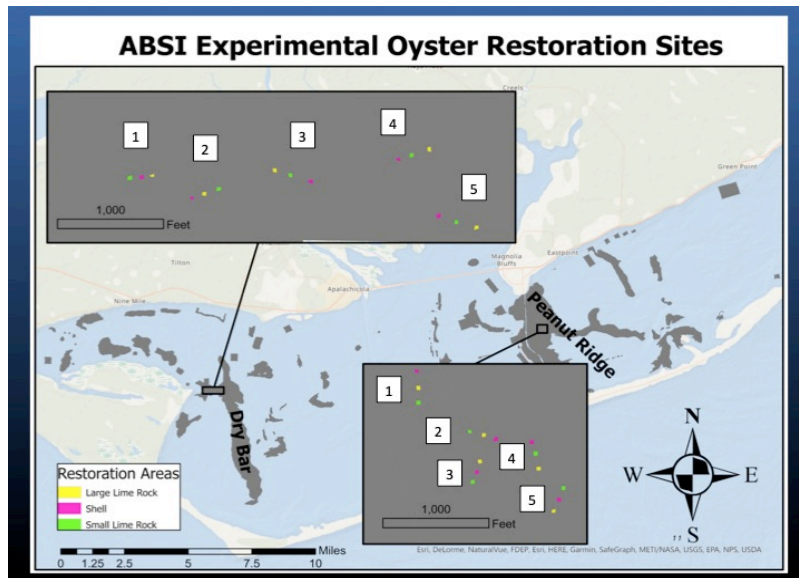 ABSI Experimental Oyster Restoration Sites
Creels
1
2
3
4
5
1,000
Feet
Green Point
Tilton
Magnolia
Bluffs
Eastpoint
Apalachicola
Nine Mile
Peanut Ridge
Dry Bar
1
2
3
4
5
1,000
Feet
N
W
E
S
Restoration Areas
Large Lime Rock
Shell
Small Lime Rock
Miles
0 1.25 2.5 5 7.5 10
11
Esri, DeLorme, NaturalVue, FDEP, Esri, HERE, Garmin, SafeGraph, METI/NASA, USGS, EPA, NPS, USDA